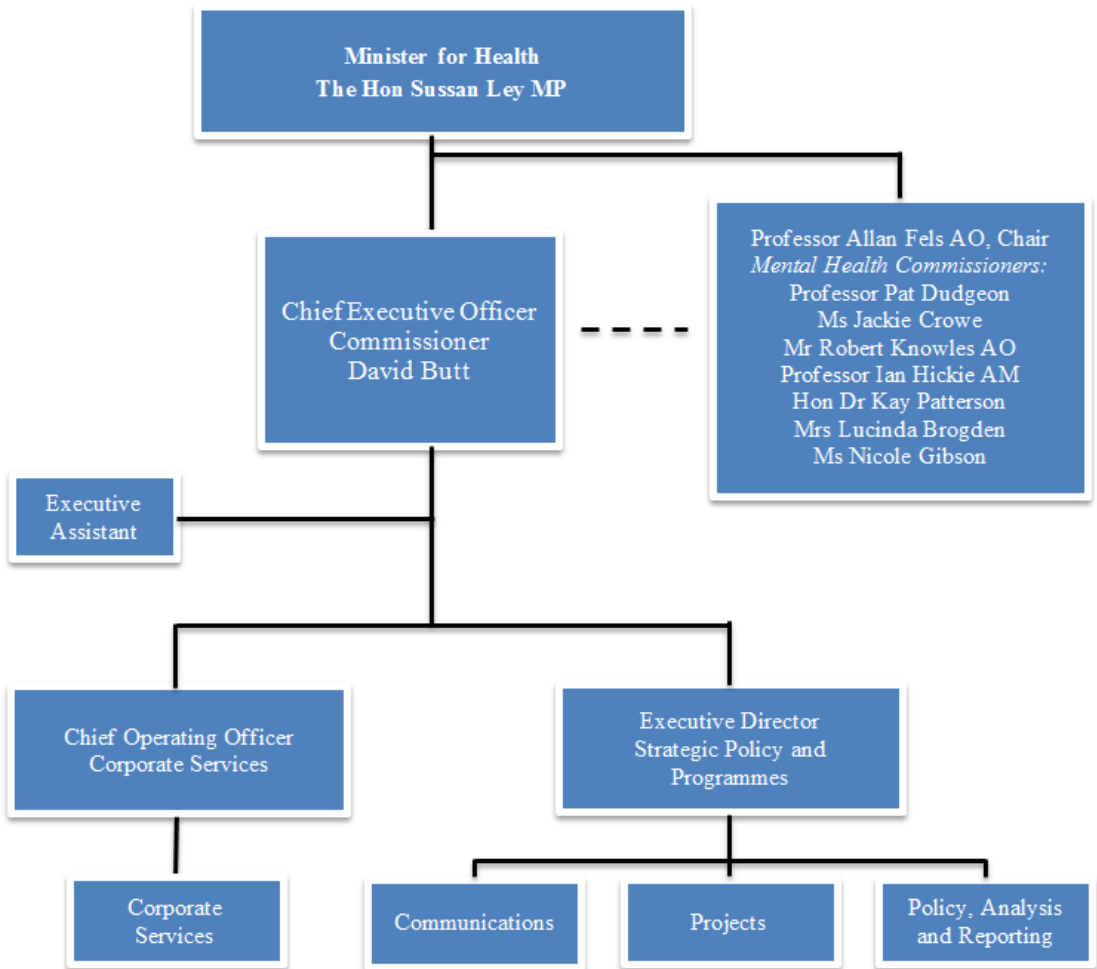 Minister for Health
The Hon Sussan Ley MP
Professor Allan Fels AO, Chair
Mental Health Commissioners:
Professor Pat Dudgeon
Ms Jackie Crowe
Mr Robert Knowles AO
Professor Ian Hickie AM
Hon Dr Kay Patterson
Mrs Lucinda Brogden
Ms Nicole Gibson
Chief Executive Officer
Commissioner
David Butt
Executive
Assistant
Chief Operating Officer
Corporate Services
Executive Director
Strategic Policy and
Programmes
Corporate
Services
Communications
Projects
Policy, Analysis
and Reporting